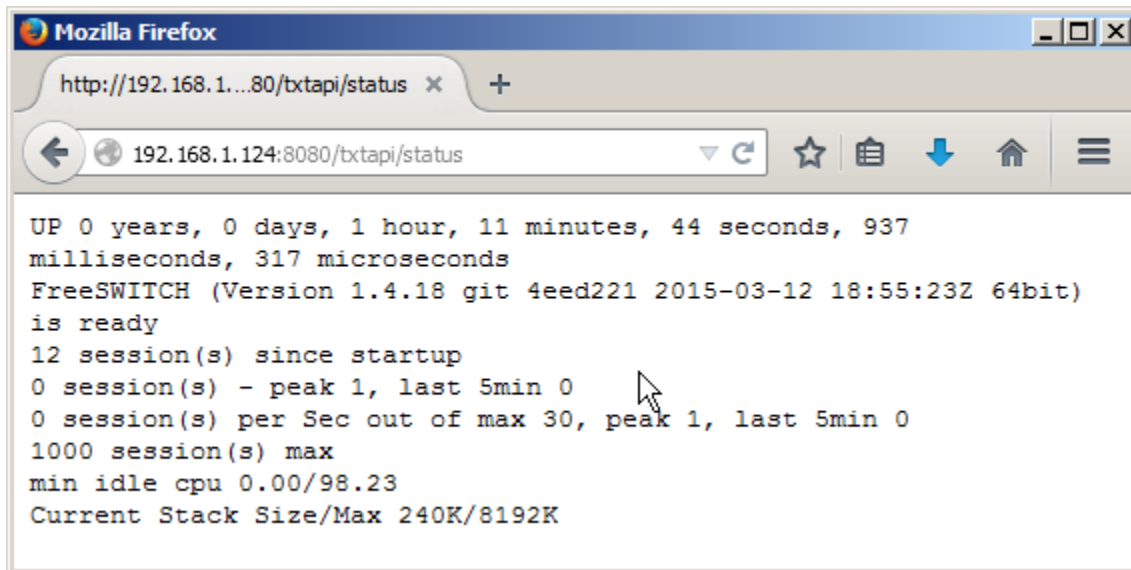 Mozilla Firefox
http://192.168.1....80/txtapi/status
192.168.1.124:8080/txtapi/status
UP 0 years, 0 days, 1 hour, 11 minutes, 44 seconds, 937
milliseconds, 317 microseconds
FreeSWITCH (Version 1.4.18 git 4eed221 2015-03-12 18:55:23Z 64bit)
is ready
12 session(s) since startup
0 session(s) - peak 1, last 5min 0
0 session(s) per Sec out of max 30, peak 1, last 5min 0
1000 session(s) max
min idle cpu 0.00/98.23
Current Stack Size/Max 240K/8192K